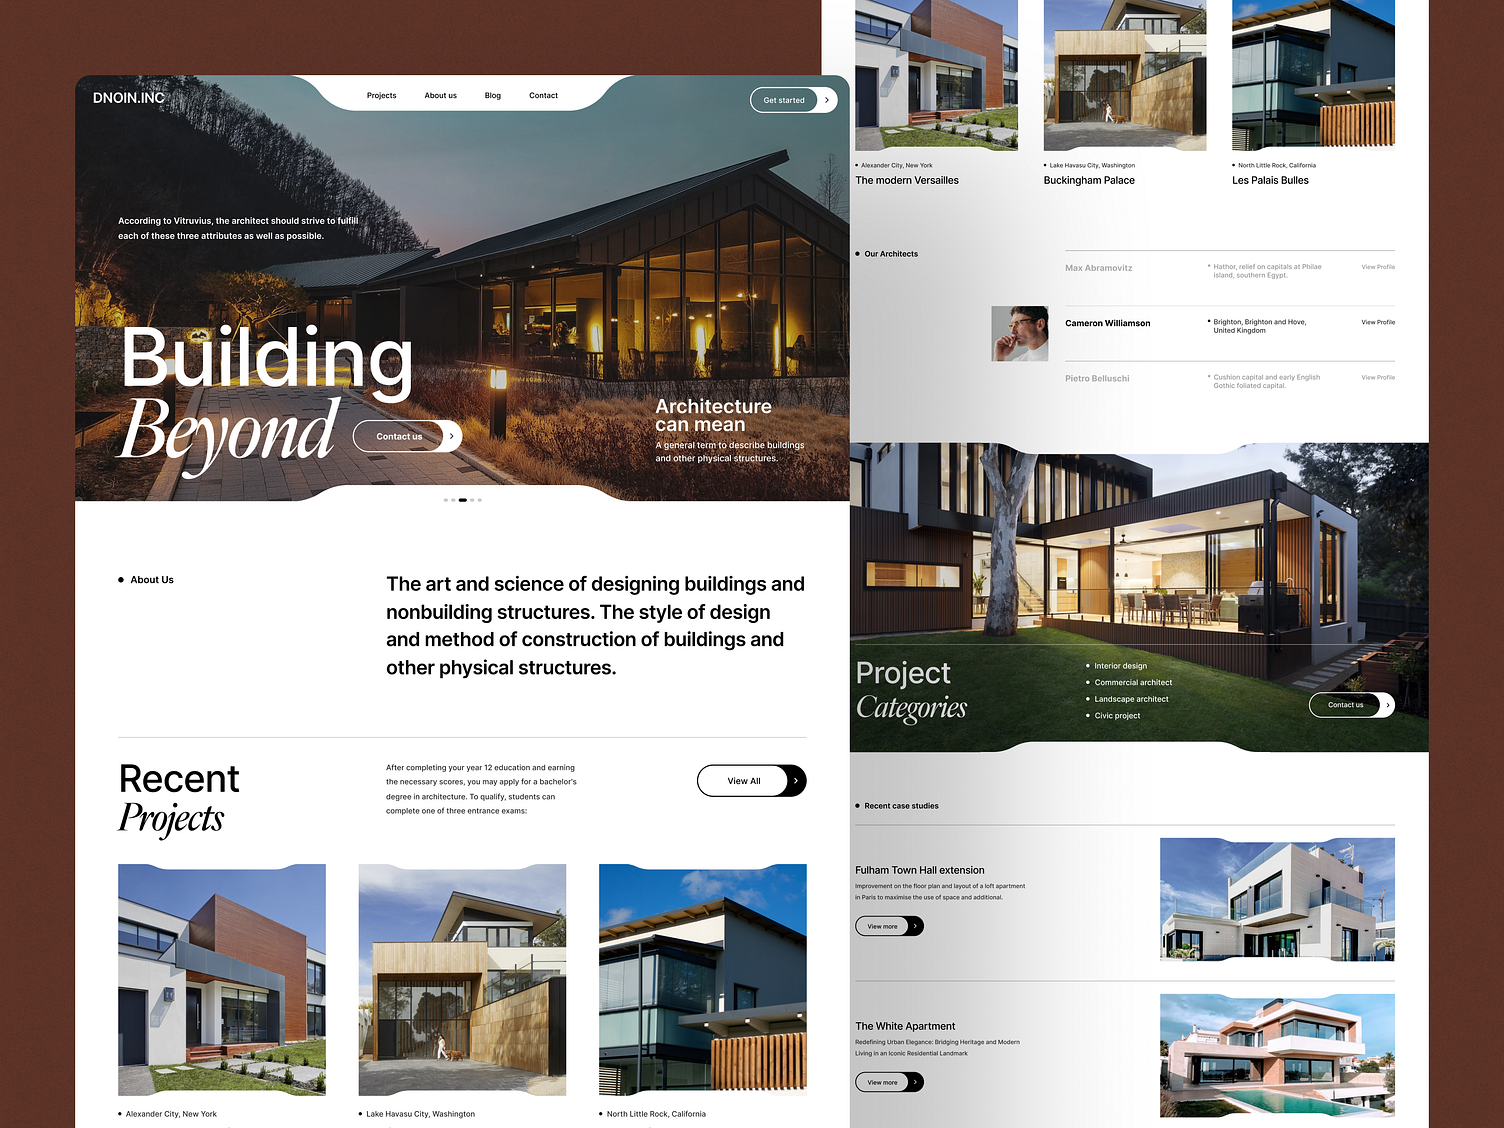 DNOIN.INC
Projects
About us
Blog
Contact
Get started
According to Vitruvius, the architect should strive to fulfill
each of these three attributes as well as possible.
Building
Beyond
Contact us
Architecture
can mean
A general term to describe buildings
and other physical structures.
About Us
The art and science of designing buildings and
nonbuilding structures. The style of design
and method of construction of buildings and
other physical structures.
Recent
Projects
After completing your year 12 education and earning
the necessary scores, you may apply for a bachelor's
degree in architecture. To qualify, students can
complete one of three entrance exams:
View All
Alexander City, New York
Lake Havasu City, Washington
North Little Rock, California
Alexander City, New York
The modern Versailles
Lake Havasu City, Washington
Buckingham Palace
North Little Rock, California
Les Palais Bulles
Our Architects
Max Abramovitz
Hathor, relief on capitals at Philae
island, southern Egypt.
View Profile
Cameron Williamson
Brighton, Brighton and Hove,
United Kingdom
View Profile
Pietro Belluschi
Cushion capital and early English
Gothic foliated capital.
View Profile
Project
Categories
Interior design
Commercial architect
Landscape architect
Civic project
Contact us
Recent case studies
Fulham Town Hall extension
Improvement on the floor plan and layout of a loft apartment
in Paris to maximise the use of space and additional.
View more
The White Apartment
Redefining Urban Elegance: Bridging Heritage and Modern
Living in an Iconic Residential Landmark
View more